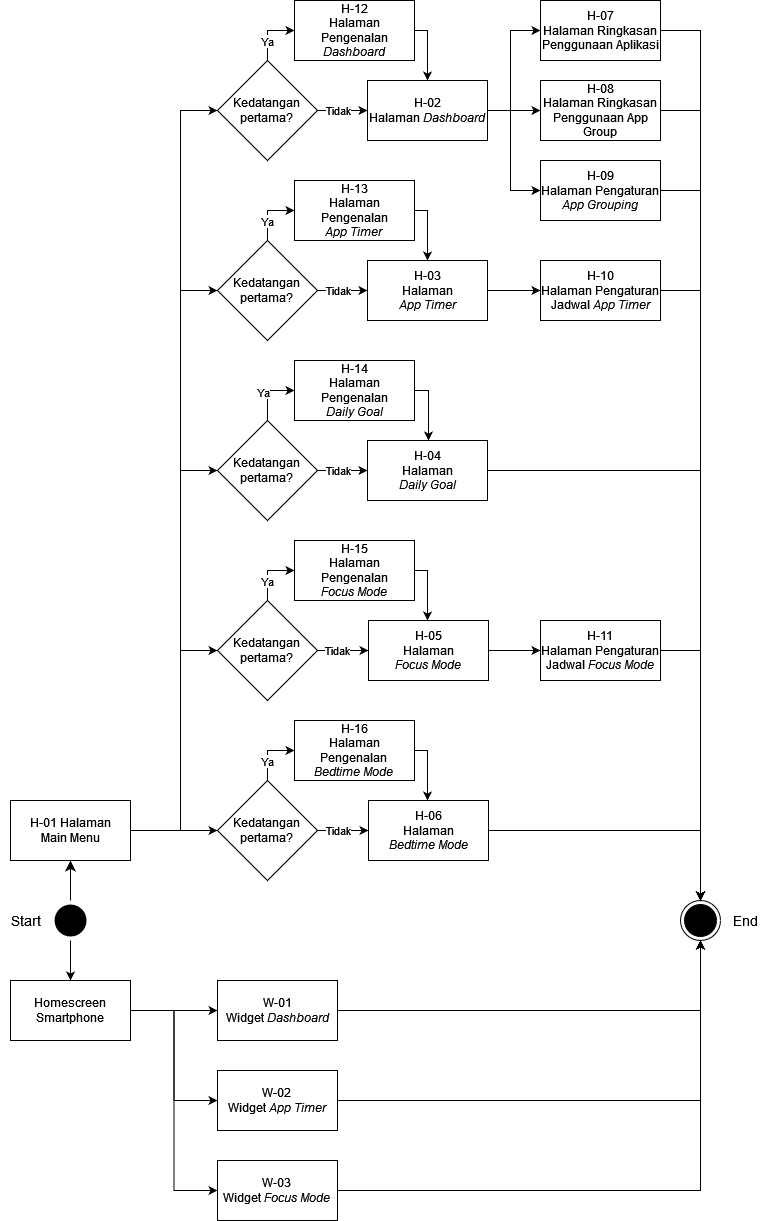 H-12
Halaman
Pengenalan
Dashboard
Ya
Kedatangan
pertama?
Tidak
H-02
Halaman Dashboard
H-07
Halaman Ringkasan
Penggunaan Aplikasi
H-08
Halaman Ringkasan
Penggunaan App
Group
H-09
Halaman Pengaturan
App Grouping
H-13
Halaman
Pengenalan
App Timer
Ya
Kedatangan
pertama?
Tidak
H-03
Halaman
App Timer
H-10
Halaman Pengaturan
Jadwal App Timer
H-14
Halaman
Pengenalan
Daily Goal
Ya
Kedatangan
pertama?
Tidak
H-04
Halaman
Daily Goal
H-15
Halaman
Pengenalan
Focus Mode
Ya
Kedatangan
pertama?
Tidak
H-05
Halaman
Focus Mode
H-11
Halaman Pengaturan
Jadwal Focus Mode
H-16
Halaman
Pengenalan
Bedtime Mode
Ya
Kedatangan
pertama?
Tidak
H-06
Halaman
Bedtime Mode
H-01 Halaman
Main Menu
Start
End
Homescreen
Smartphone
W-01
Widget Dashboard
W-02
Widget App Timer
W-03
Widget Focus Mode